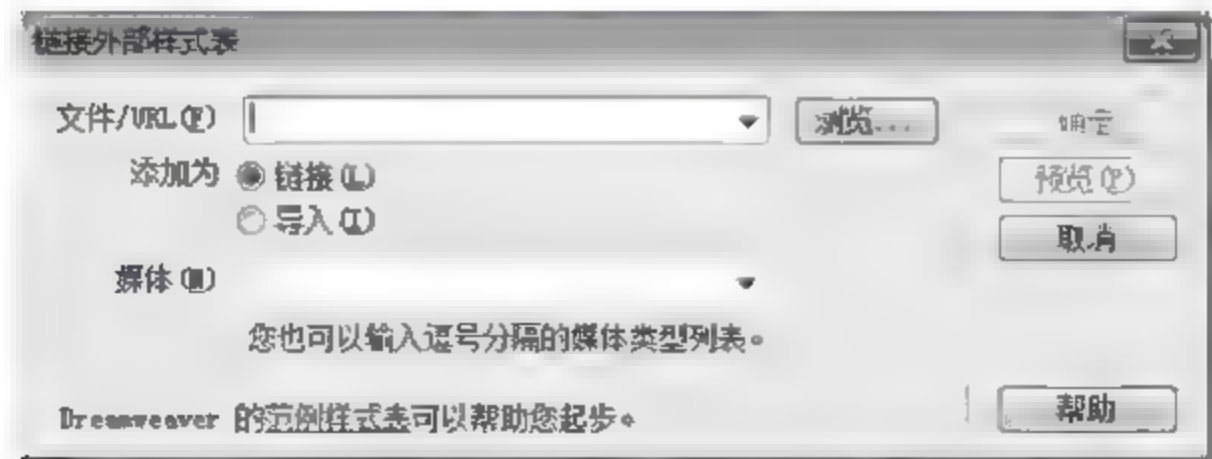 链接外部样式表
文件/URL(F)
浏览...
确定
添加为
链接(L)
预览(P)
导入(I)
取消
媒体(M)
您也可以输入逗号分隔的媒体类型列表。
Dreamweaver 的范例样式表可以帮助您起步。
帮助